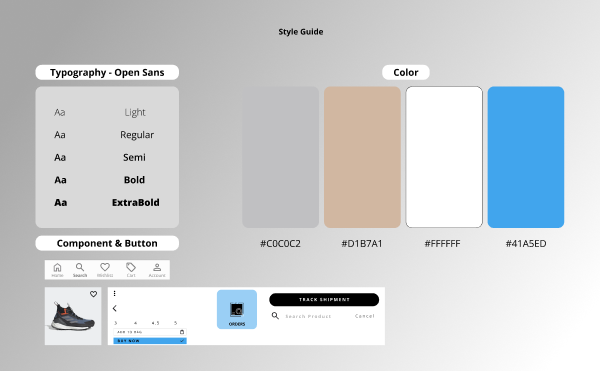 Style Guide
Typography - Open Sans
Aa Light
Aa Regular
Aa Semi
Aa Bold
Aa ExtraBold
Color
#C0C0C2 #D1B7A1 #FFFFFF #41A5ED
Component & Button
Home Search Wishlist Cart Account
3 4 4,5 5
ADD TO BAG
BUY NOW
ORDERS
TRACK SHIPMENT
Search Product Cancel